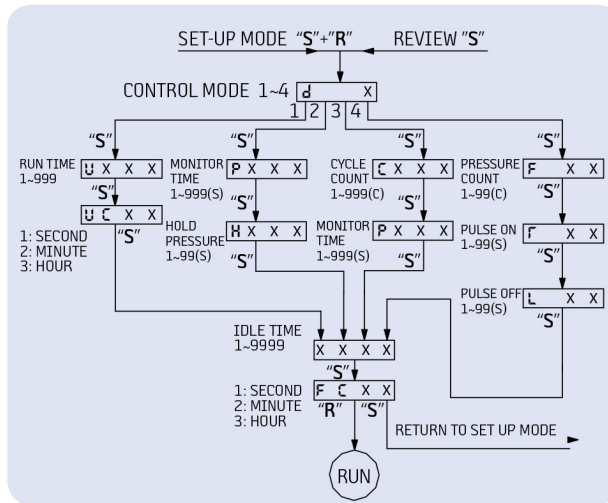 SET-UP MODE “S”+“R” REVIEW ”S”
CONTROL MODE 1~4 d X
1 2 3 4
“S” “S” “S” “S”
RUN TIME
1~999
U X X X
MONITOR
TIME
1~999(S)
P X X X
CYCLE
COUNT
1~999(C)
C X X X
PRESSURE
COUNT
1~99(C)
F X X
“S” “S” “S” “S”
U C X X
1: SECOND
2: MINUTE
3: HOUR
“S”
HOLD
PRESSURE
1~99(S)
H X X X
“S”
MONITOR
TIME
1~999(S)
P X X X
“S”
PULSE ON
1~99(S)
Γ X X
“S”
PULSE OFF
1~99(S)
L X X
“S”
IDLE TIME
1~9999
X X X X
“S”
1: SECOND
2: MINUTE
3: HOUR
F C X X
“R” “S”
RETURN TO SET UP MODE
RUN